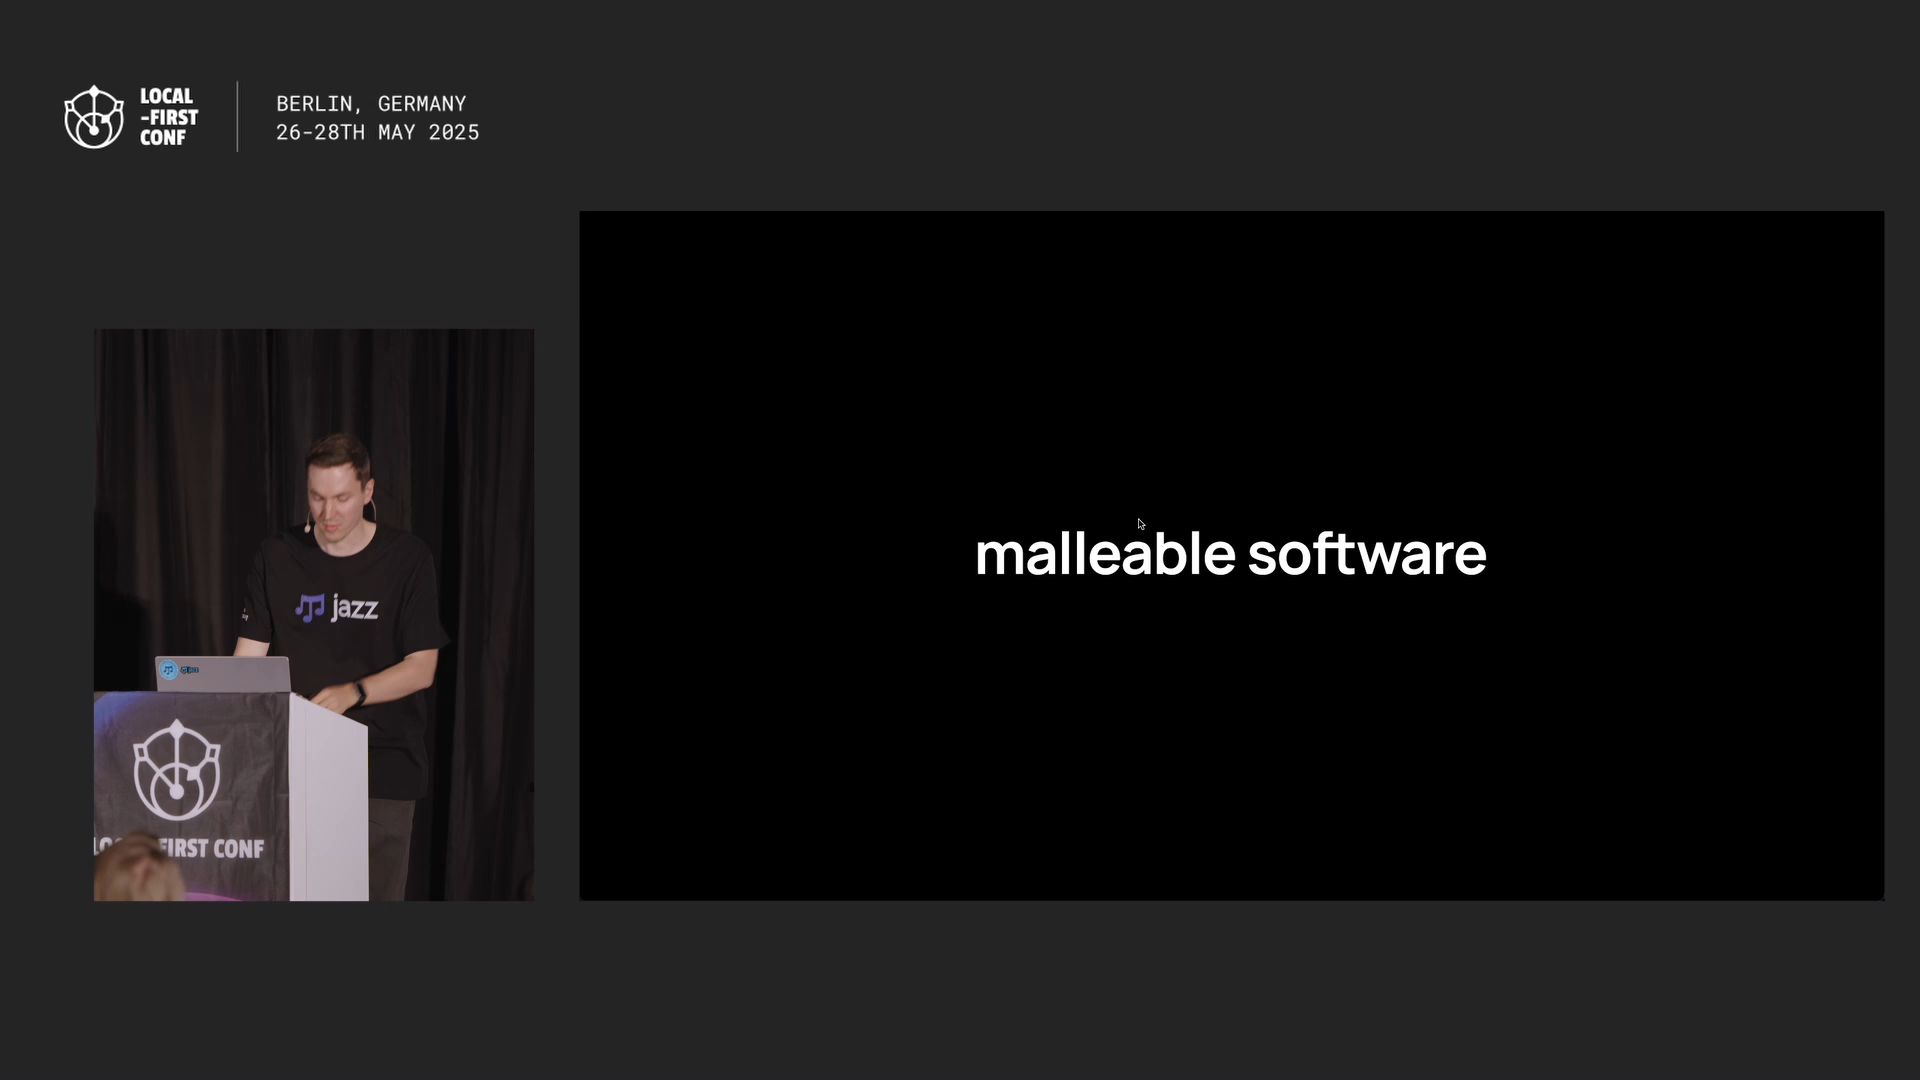 LOCAL
-FIRST
CONF
BERLIN, GERMANY
26-28TH MAY 2025
malleable software
jazz
FIRST CONF